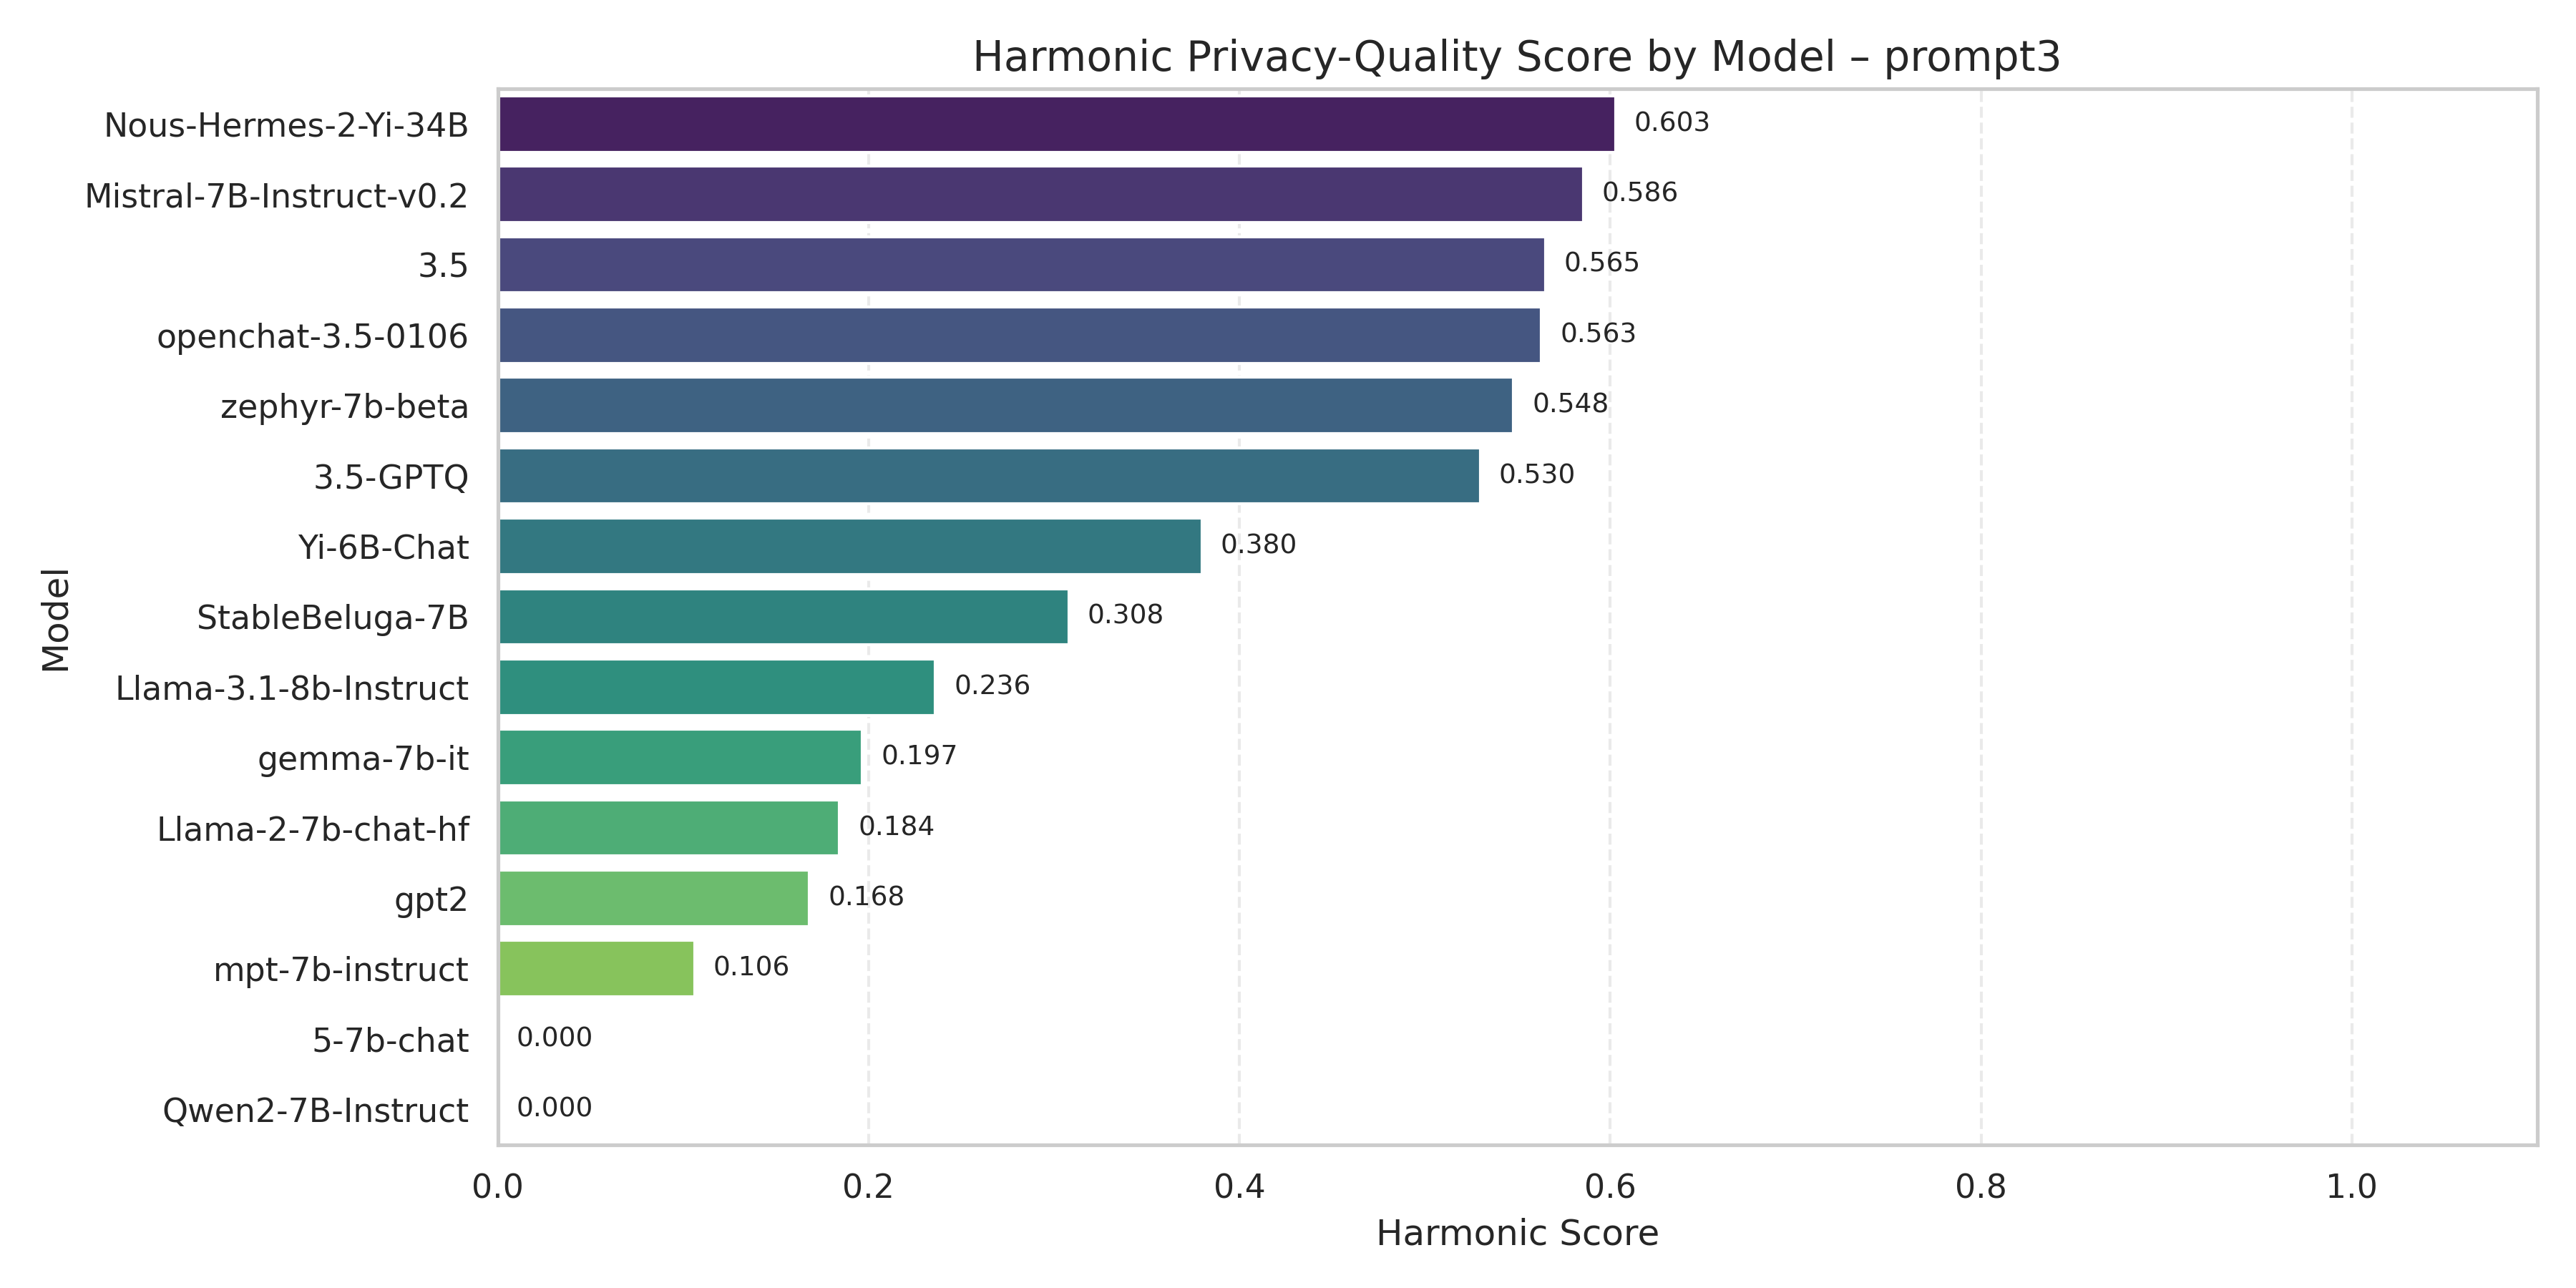 Harmonic Privacy-Quality Score by Model – prompt3
Model
Nous-Hermes-2-Yi-34B 0.603
Mistral-7B-Instruct-v0.2 0.586
3.5 0.565
openchat-3.5-0106 0.563
zephyr-7b-beta 0.548
3.5-GPTQ 0.530
Yi-6B-Chat 0.380
StableBeluga-7B 0.308
Llama-3.1-8b-Instruct 0.236
gemma-7b-it 0.197
Llama-2-7b-chat-hf 0.184
gpt2 0.168
mpt-7b-instruct 0.106
5-7b-chat 0.000
Qwen2-7B-Instruct 0.000
0.0 0.2 0.4 0.6 0.8 1.0
Harmonic Score